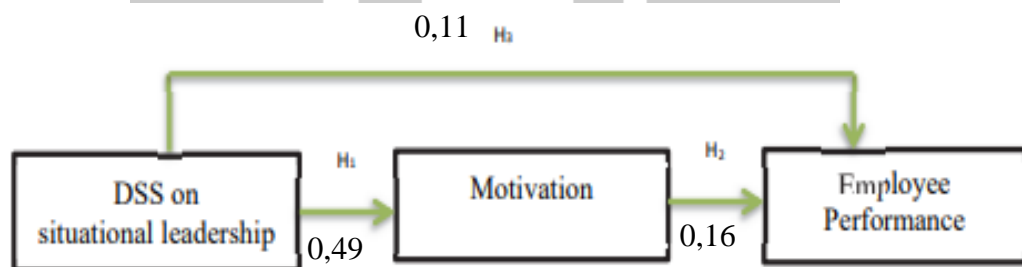 0,11 H₃
H₁
H₂
DSS on
situational leadership
Motivation
Employee
Performance
0,49
0,16